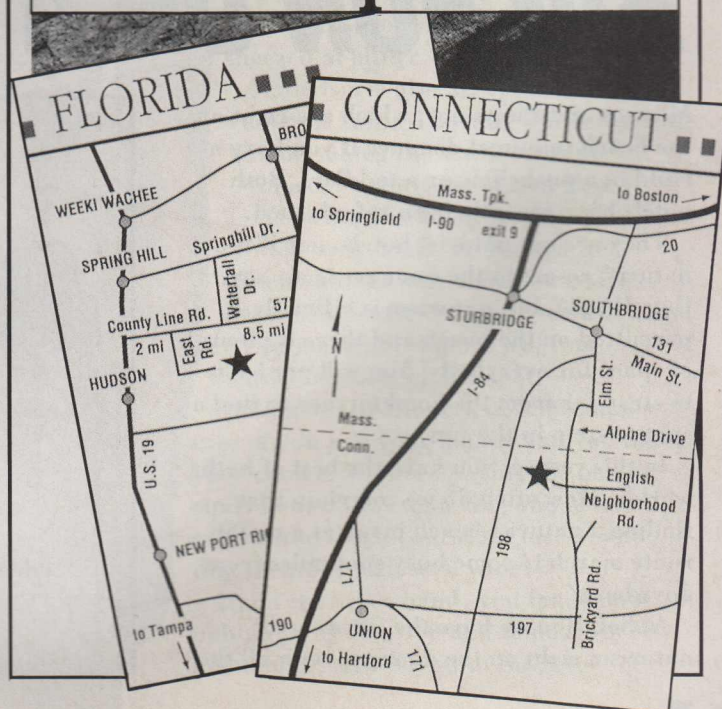 FLORIDA
BRO
WEEKI WACHEE
SPRING HILL
Springhill Dr.
Waterfall
Dr.
County Line Rd.
57
2 mi
East
Rd.
8.5 mi
HUDSON
U.S. 19
NEW PORT RI
to Tampa
CONNECTICUT
Mass. Tpk.
to Boston
to Springfield
I-90
exit 9
20
STURBRIDGE
SOUTHBRIDGE
131
Main St.
N
I-84
Elm St.
Mass.
Conn.
Alpine Drive
English
Neighborhood
Rd.
198
Brickyard Rd.
171
190
UNION
197
to Hartford
171